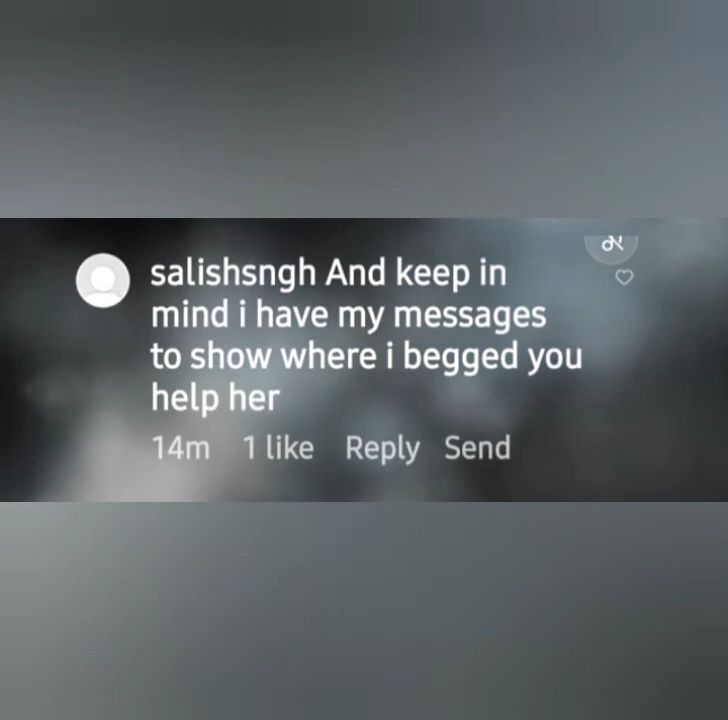 salishsngh And keep in
mind i have my messages
to show where i begged you
help her
14m 1 like Reply Send